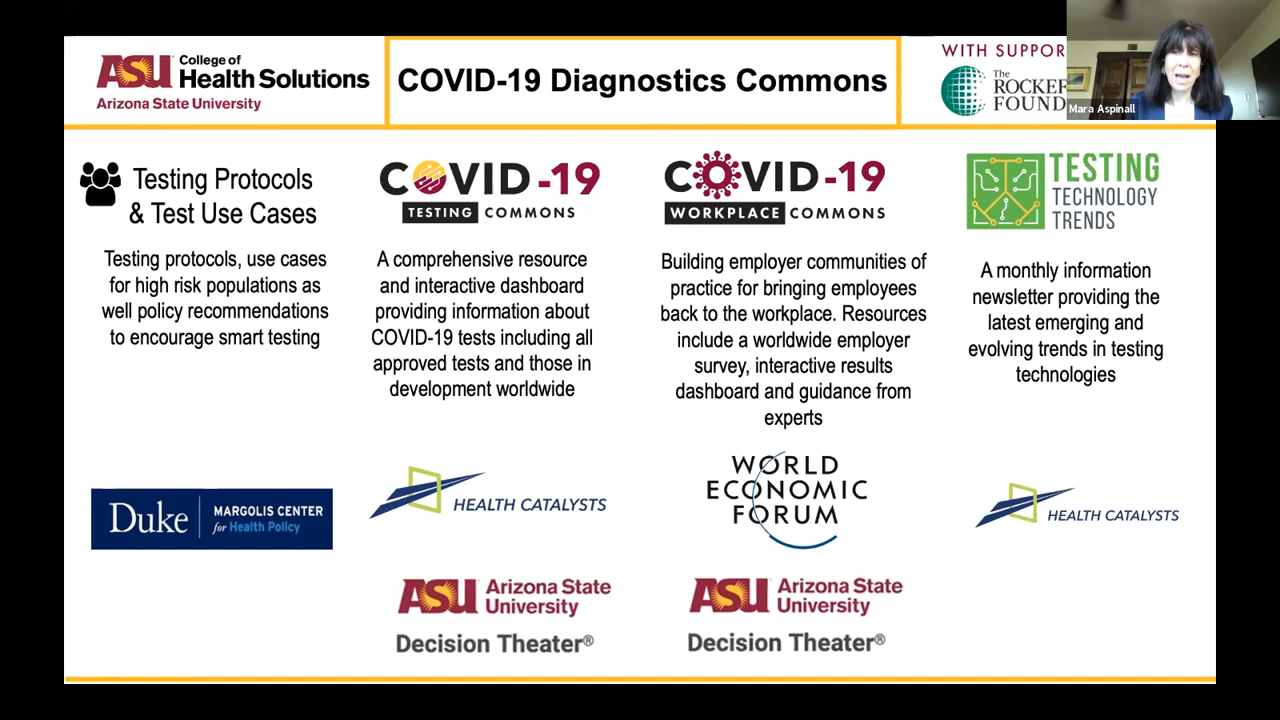 ASU College of
Health Solutions
Arizona State University
COVID-19 Diagnostics Commons
WITH SUPPOR
The
ROCKEF
FOUND
Mara Aspinall
Testing Protocols
& Test Use Cases
Testing protocols, use cases
for high risk populations as
well policy recommendations
to encourage smart testing
Duke MARGOLIS CENTER
for Health Policy
COVID-19
TESTING COMMONS
A comprehensive resource
and interactive dashboard
providing information about
COVID-19 tests including all
approved tests and those in
development worldwide
HEALTH CATALYSTS
ASU Arizona State
University
Decision Theater®
COVID-19
WORKPLACE COMMONS
Building employer communities of
practice for bringing employees
back to the workplace. Resources
include a worldwide employer
survey, interactive results
dashboard and guidance from
experts
WORLD
ECONOMIC
FORUM
ASU Arizona State
University
Decision Theater®
TESTING
TECHNOLOGY
TRENDS
A monthly information
newsletter providing the
latest emerging and
evolving trends in testing
technologies
HEALTH CATALYSTS